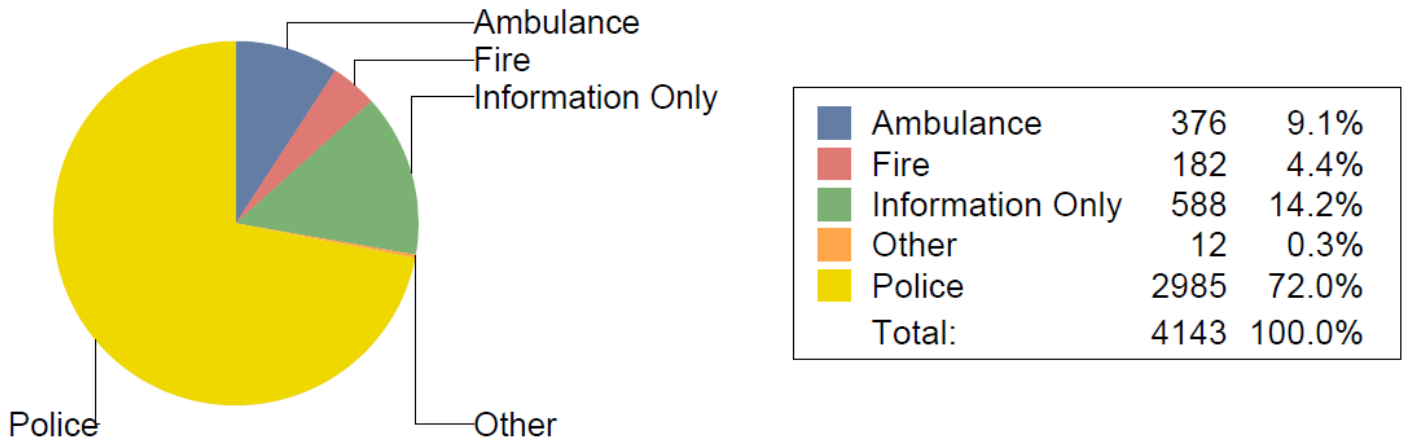 Ambulance
Fire
Information Only
Police
Other
Ambulance 376 9.1%
Fire 182 4.4%
Information Only 588 14.2%
Other 12 0.3%
Police 2985 72.0%
Total: 4143 100.0%